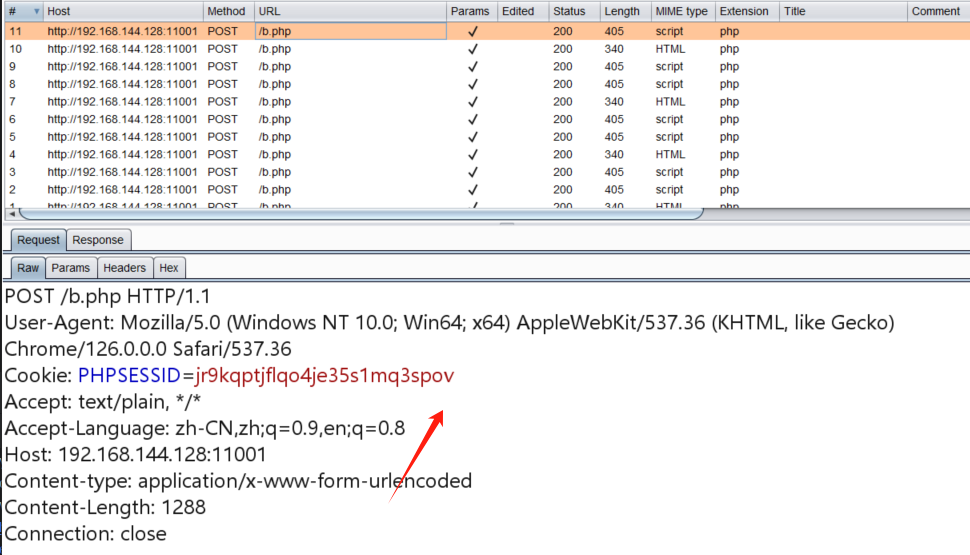 # Host Method URL Params Edited Status Length MIME type Extension Title Comment
11 http://192.168.144.128:11001 POST /b.php ✓ 200 405 script php
10 http://192.168.144.128:11001 POST /b.php ✓ 200 340 HTML php
9 http://192.168.144.128:11001 POST /b.php ✓ 200 405 script php
8 http://192.168.144.128:11001 POST /b.php ✓ 200 405 script php
7 http://192.168.144.128:11001 POST /b.php ✓ 200 340 HTML php
6 http://192.168.144.128:11001 POST /b.php ✓ 200 405 script php
5 http://192.168.144.128:11001 POST /b.php ✓ 200 405 script php
4 http://192.168.144.128:11001 POST /b.php ✓ 200 340 HTML php
3 http://192.168.144.128:11001 POST /b.php ✓ 200 405 script php
2 http://192.168.144.128:11001 POST /b.php ✓ 200 405 script php
1 http://192.168.144.128:11001 POST /b.php ✓ 200 340 HTML php
Request Response
Raw Params Headers Hex
POST /b.php HTTP/1.1
User-Agent: Mozilla/5.0 (Windows NT 10.0; Win64; x64) AppleWebKit/537.36 (KHTML, like Gecko)
Chrome/126.0.0.0 Safari/537.36
Cookie: PHPSESSID=jr9kqptjflqo4je35s1mq3spov
Accept: text/plain, */*
Accept-Language: zh-CN,zh;q=0.9,en;q=0.8
Host: 192.168.144.128:11001
Content-type: application/x-www-form-urlencoded
Content-Length: 1288
Connection: close